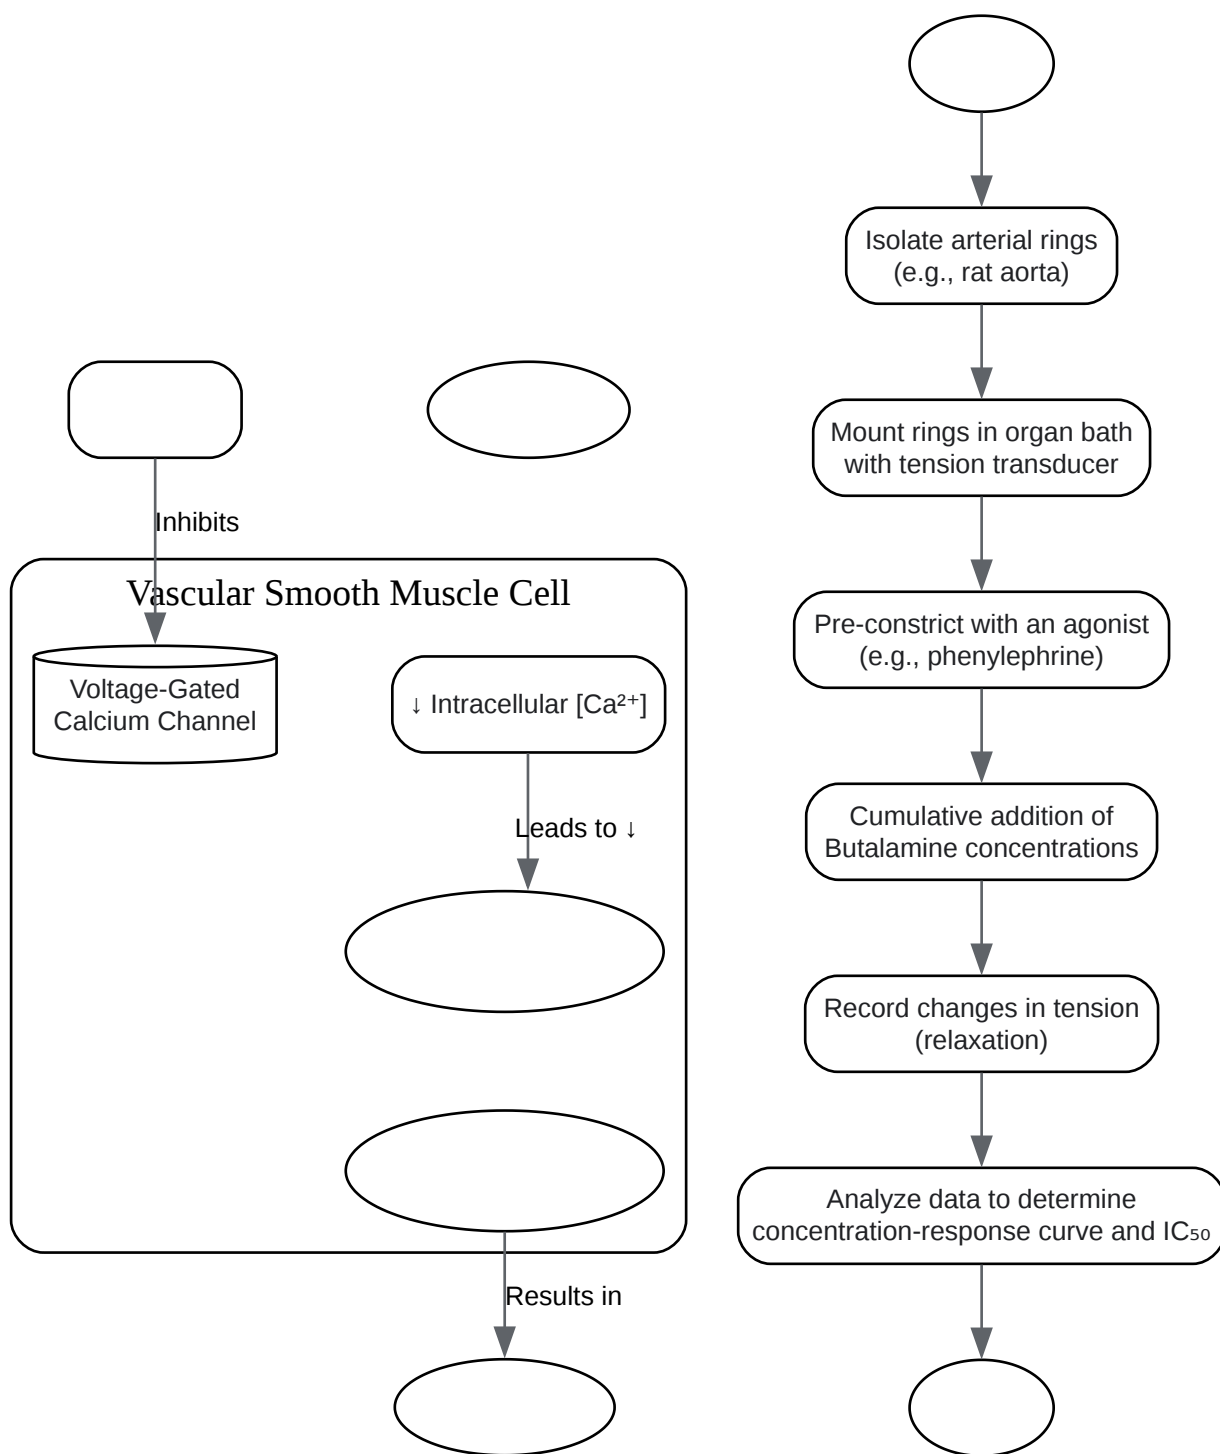 Inhibits
Vascular Smooth Muscle Cell
Voltage-Gated
Calcium Channel
↓ Intracellular [Ca²⁺]
Leads to ↓
Results in
Isolate arterial rings
(e.g., rat aorta)
Mount rings in organ bath
with tension transducer
Pre-constrict with an agonist
(e.g., phenylephrine)
Cumulative addition of
Butalamine concentrations
Record changes in tension
(relaxation)
Analyze data to determine
concentration-response curve and IC₅₀